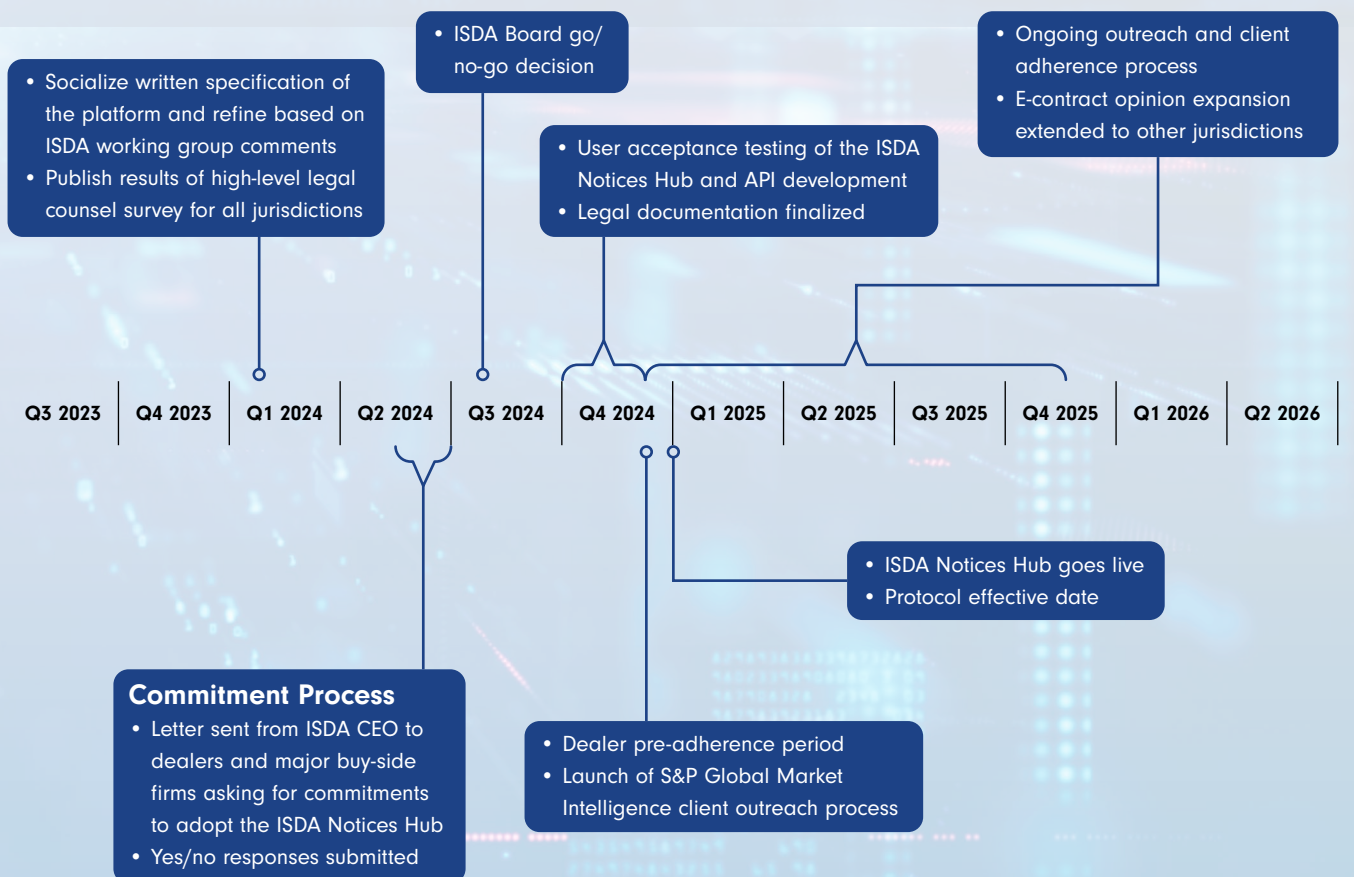 • Socialize written specification of
the platform and refine based on
ISDA working group comments
• Publish results of high-level legal
counsel survey for all jurisdictions
• ISDA Board go/
no-go decision
• User acceptance testing of the ISDA
Notices Hub and API development
• Legal documentation finalized
• Ongoing outreach and client
adherence process
• E-contract opinion expansion
extended to other jurisdictions
Q3 2023 Q4 2023 Q1 2024 Q2 2024 Q3 2024 Q4 2024 Q1 2025 Q2 2025 Q3 2025 Q4 2025 Q1 2026 Q2 2026
• ISDA Notices Hub goes live
• Protocol effective date
Commitment Process
• Letter sent from ISDA CEO to
dealers and major buy-side
firms asking for commitments
to adopt the ISDA Notices Hub
• Yes/no responses submitted
• Dealer pre-adherence period
• Launch of S&P Global Market
Intelligence client outreach process